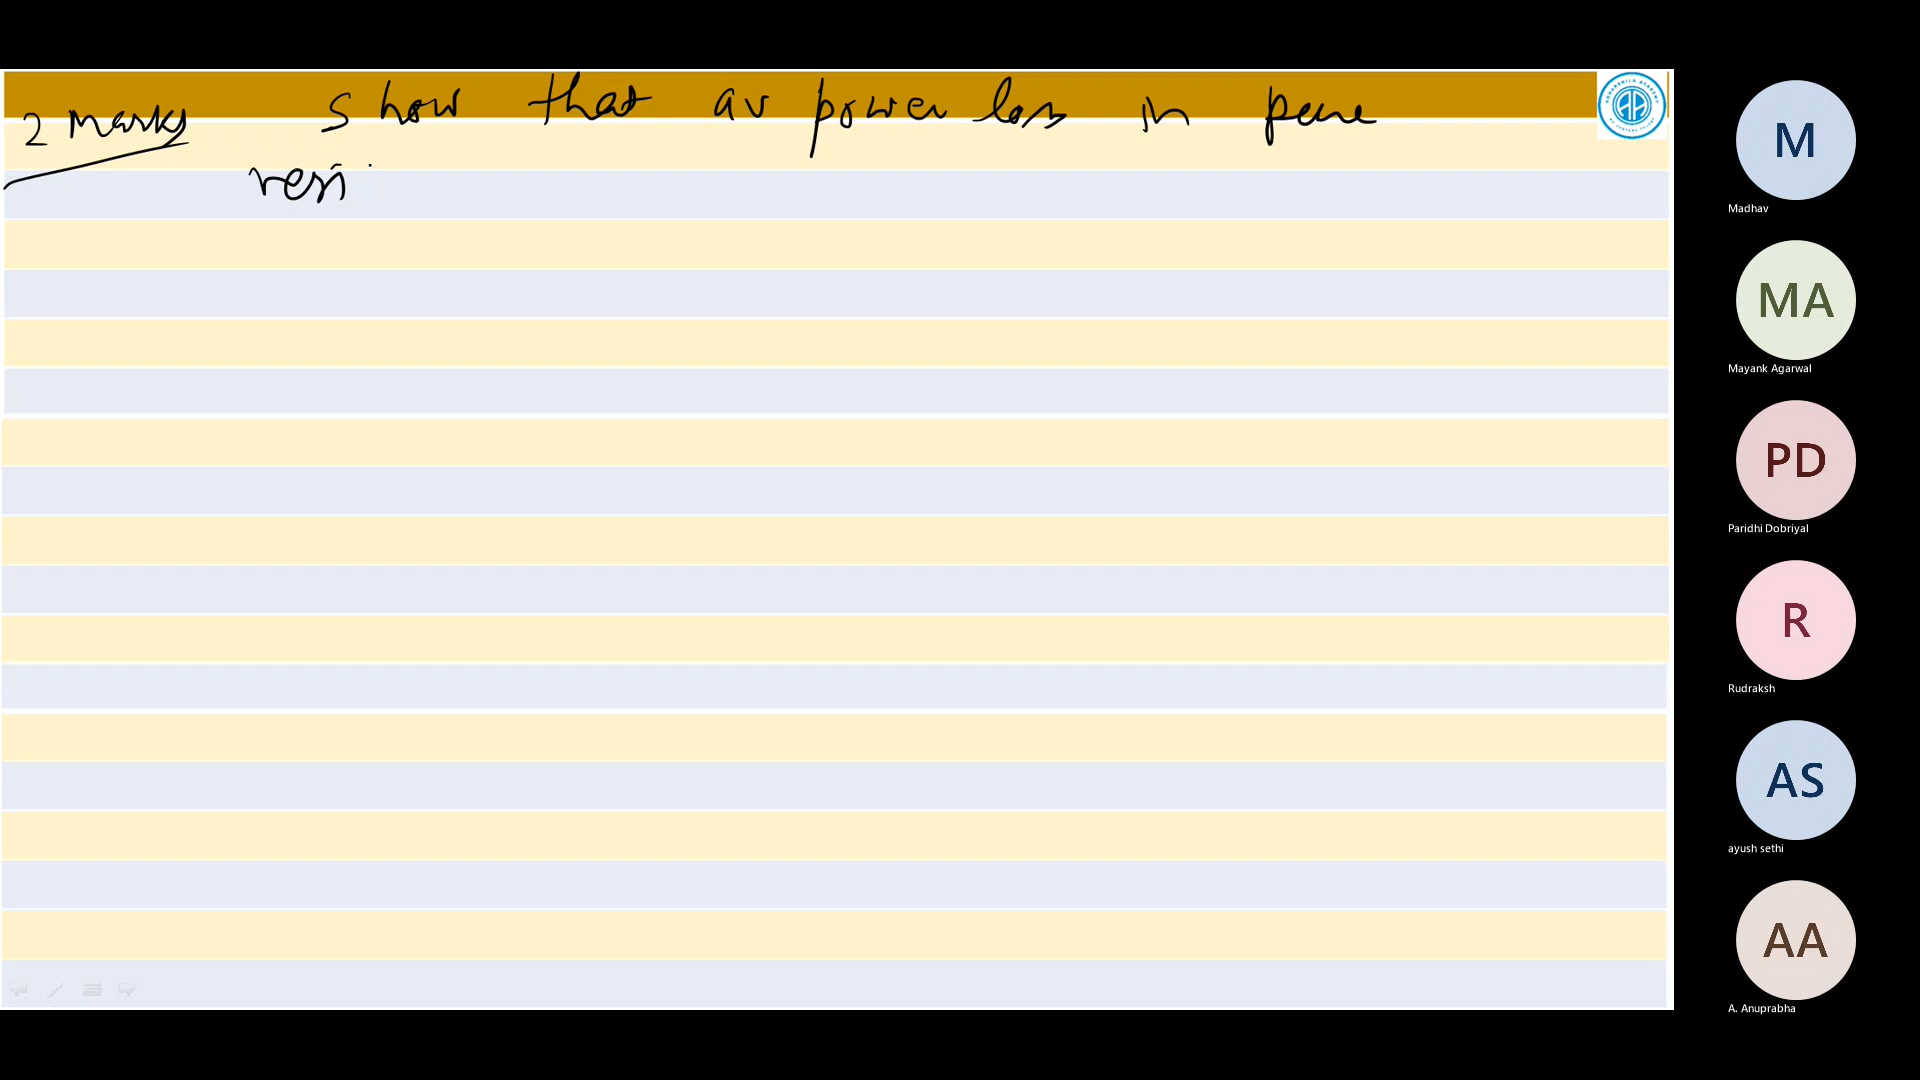 2 marks show that av power loss in pure
resi
M
Madhav
MA
Mayank Agarwal
PD
Paridhi Dobriyal
R
Rudraksh
AS
ayush sethi
AA
A. Anuprabha